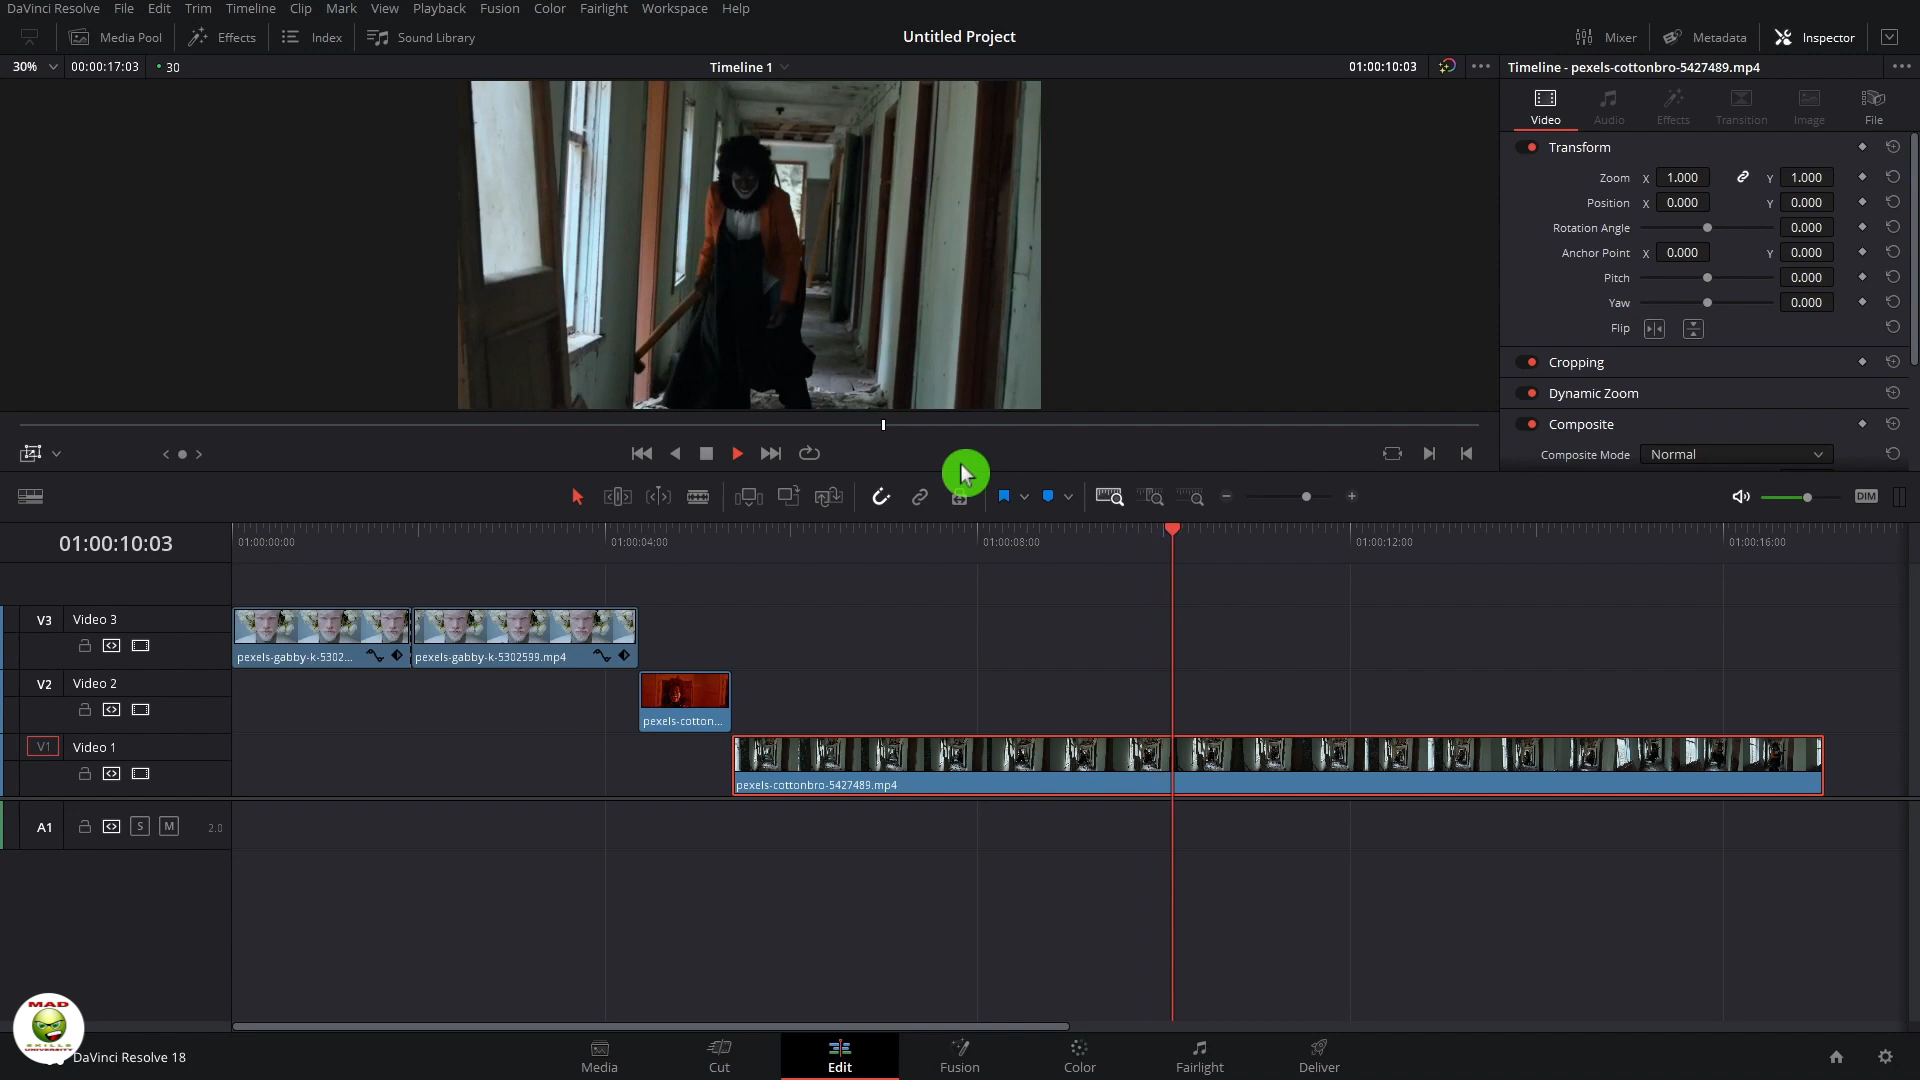 DaVinci Resolve File Edit Trim Timeline Clip Mark View Playback Fusion Color Fairlight Workspace Help
Media Pool Effects Index Sound Library Untitled Project Mixer Metadata Inspector
30% 00:00:17:03 30 Timeline 1 01:00:10:03 Timeline - pexels-cottonbro-5427489.mp4
Video Audio Effects Transition Image File
Transform
Zoom X 1.000 Y 1.000
Position X 0.000 Y 0.000
Rotation Angle 0.000
Anchor Point X 0.000 Y 0.000
Pitch 0.000
Yaw 0.000
Flip
Cropping
Dynamic Zoom
Composite
Composite Mode Normal
DIM
01:00:10:03 01:00:00:00 01:00:04:00 01:00:08:00 01:00:12:00 01:00:16:00
V3 Video 3
pexels-gabby-k-5302... pexels-gabby-k-5302599.mp4
V2 Video 2
pexels-cotton...
V1 Video 1
pexels-cottonbro-5427489.mp4
A1 S M 2.0
MAD
SKILLS
UNIVERSITY
DaVinci Resolve 18
Media Cut Edit Fusion Color Fairlight Deliver